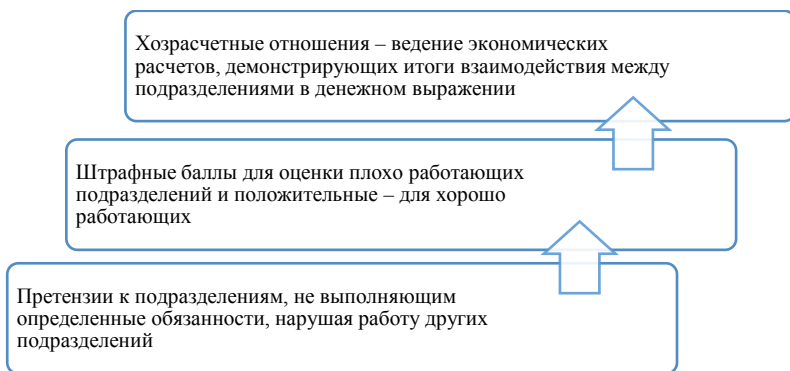 Хозрасчетные отношения – ведение экономических
расчетов, демонстрирующих итоги взаимодействия между
подразделениями в денежном выражении
Штрафные баллы для оценки плохо работающих
подразделений и положительные – для хорошо
работающих
Претензии к подразделениям, не выполняющим
определенные обязанности, нарушая работу других
подразделений